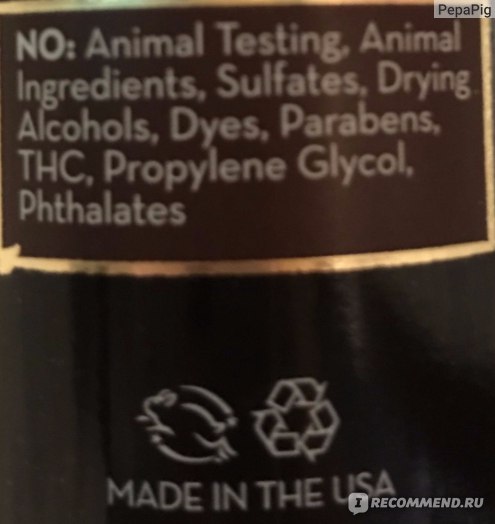 PepaPig
NO: Animal Testing, Animal
Ingredients, Sulfates, Drying
Alcohols, Dyes, Parabens,
THC, Propylene Glycol,
Phthalates
MADE IN THE USA
I RECOMMEND.RU